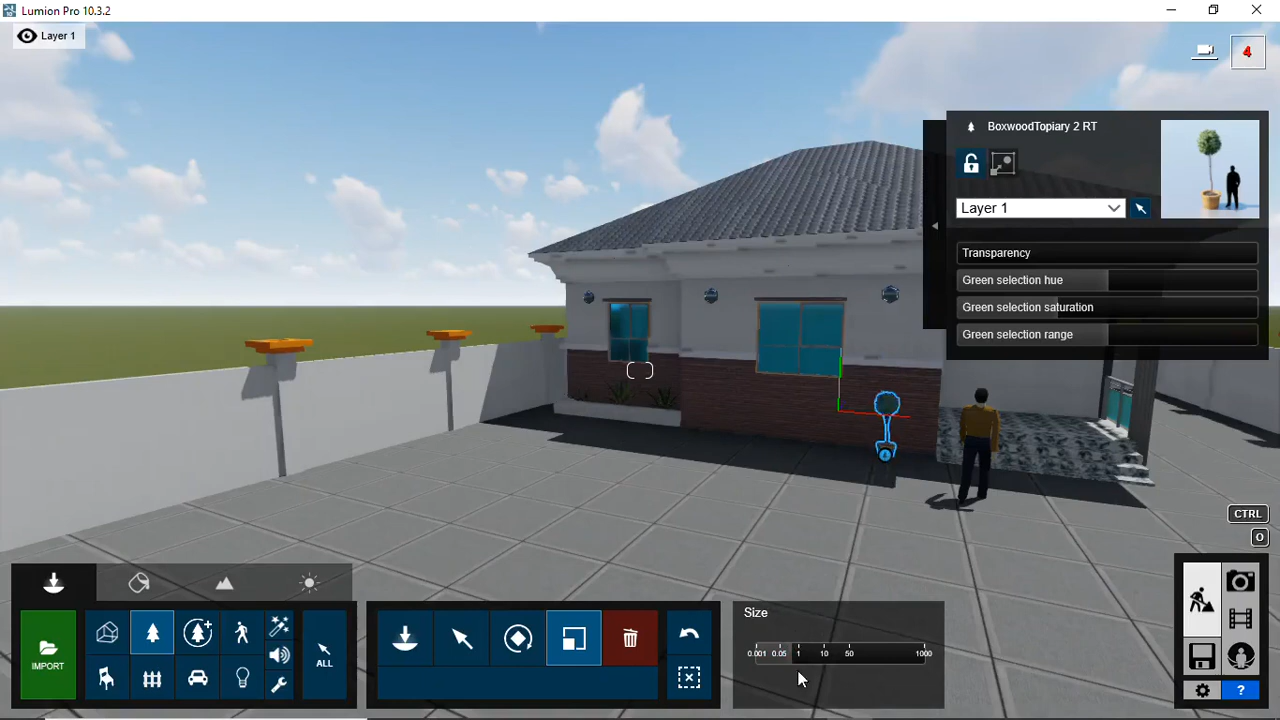 Lumion Pro 10.3.2
Layer 1
4
BoxwoodTopiary 2 RT
Layer 1
Transparency
Green selection hue
Green selection saturation
Green selection range
CTRL
O
IMPORT
ALL
Size
0.001 0.05 1 10 50 1000
?